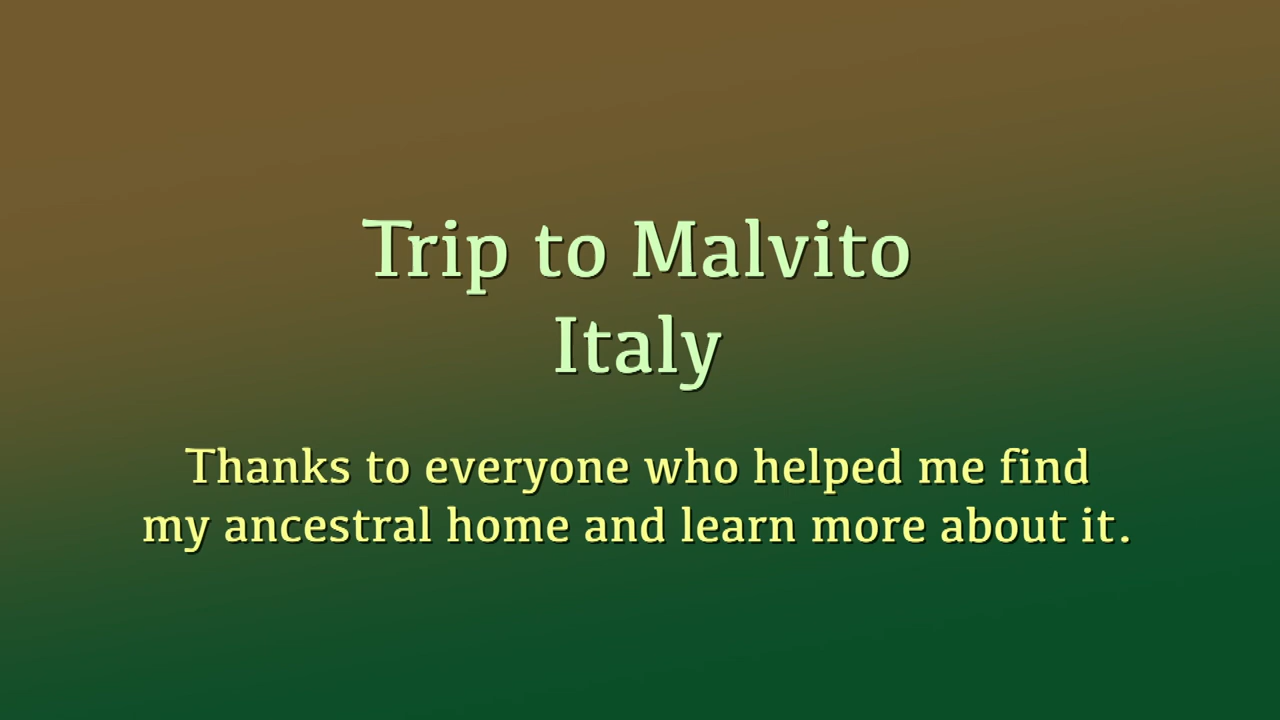 Trip to Malvito
Italy
Thanks to everyone who helped me find
my ancestral home and learn more about it.